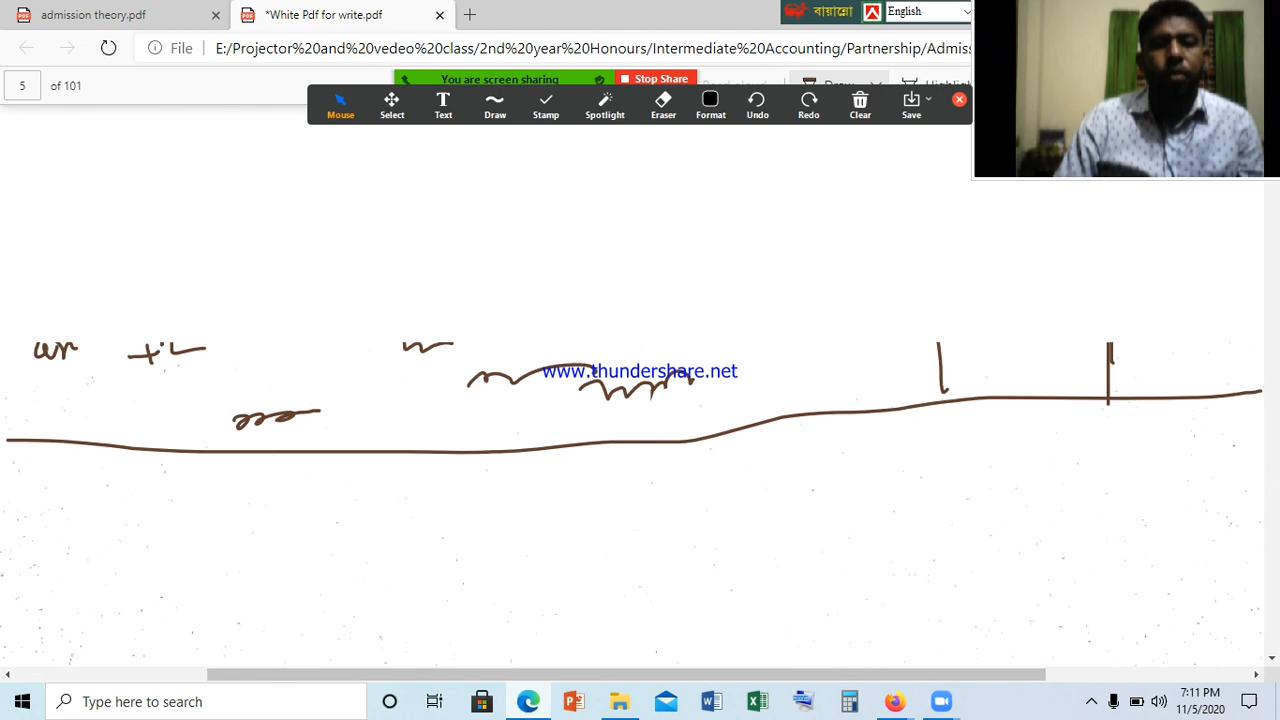 admission theory.pdf
*White Pdf for write.pdf
বায়ান্নো
English
File
E:/Projector%20and%20vedeo%20class/2nd%20year%20Honours/Intermediate%20Accounting/Partnership/Admis
5 of 101
You are screen sharing
Stop Share
Draw
Mouse
Select
Text
Draw
Stamp
Spotlight
Eraser
Format
Undo
Redo
Clear
Save
www.thundershare.net
Type here to search
7:11 PM
11/5/2020